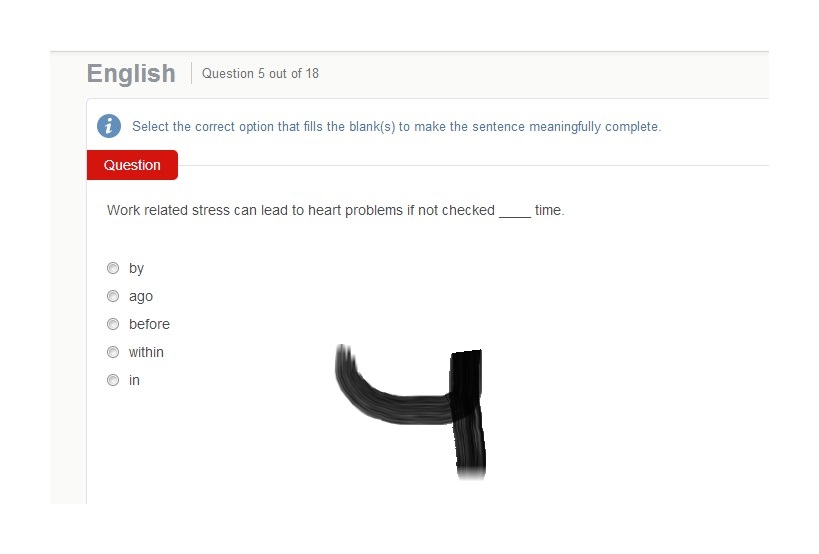 English
Question 5 out of 18
Select the correct option that fills the blank(s) to make the sentence meaningfully complete.
Question
Work related stress can lead to heart problems if not checked ____ time.
by
ago
before
within
in
4